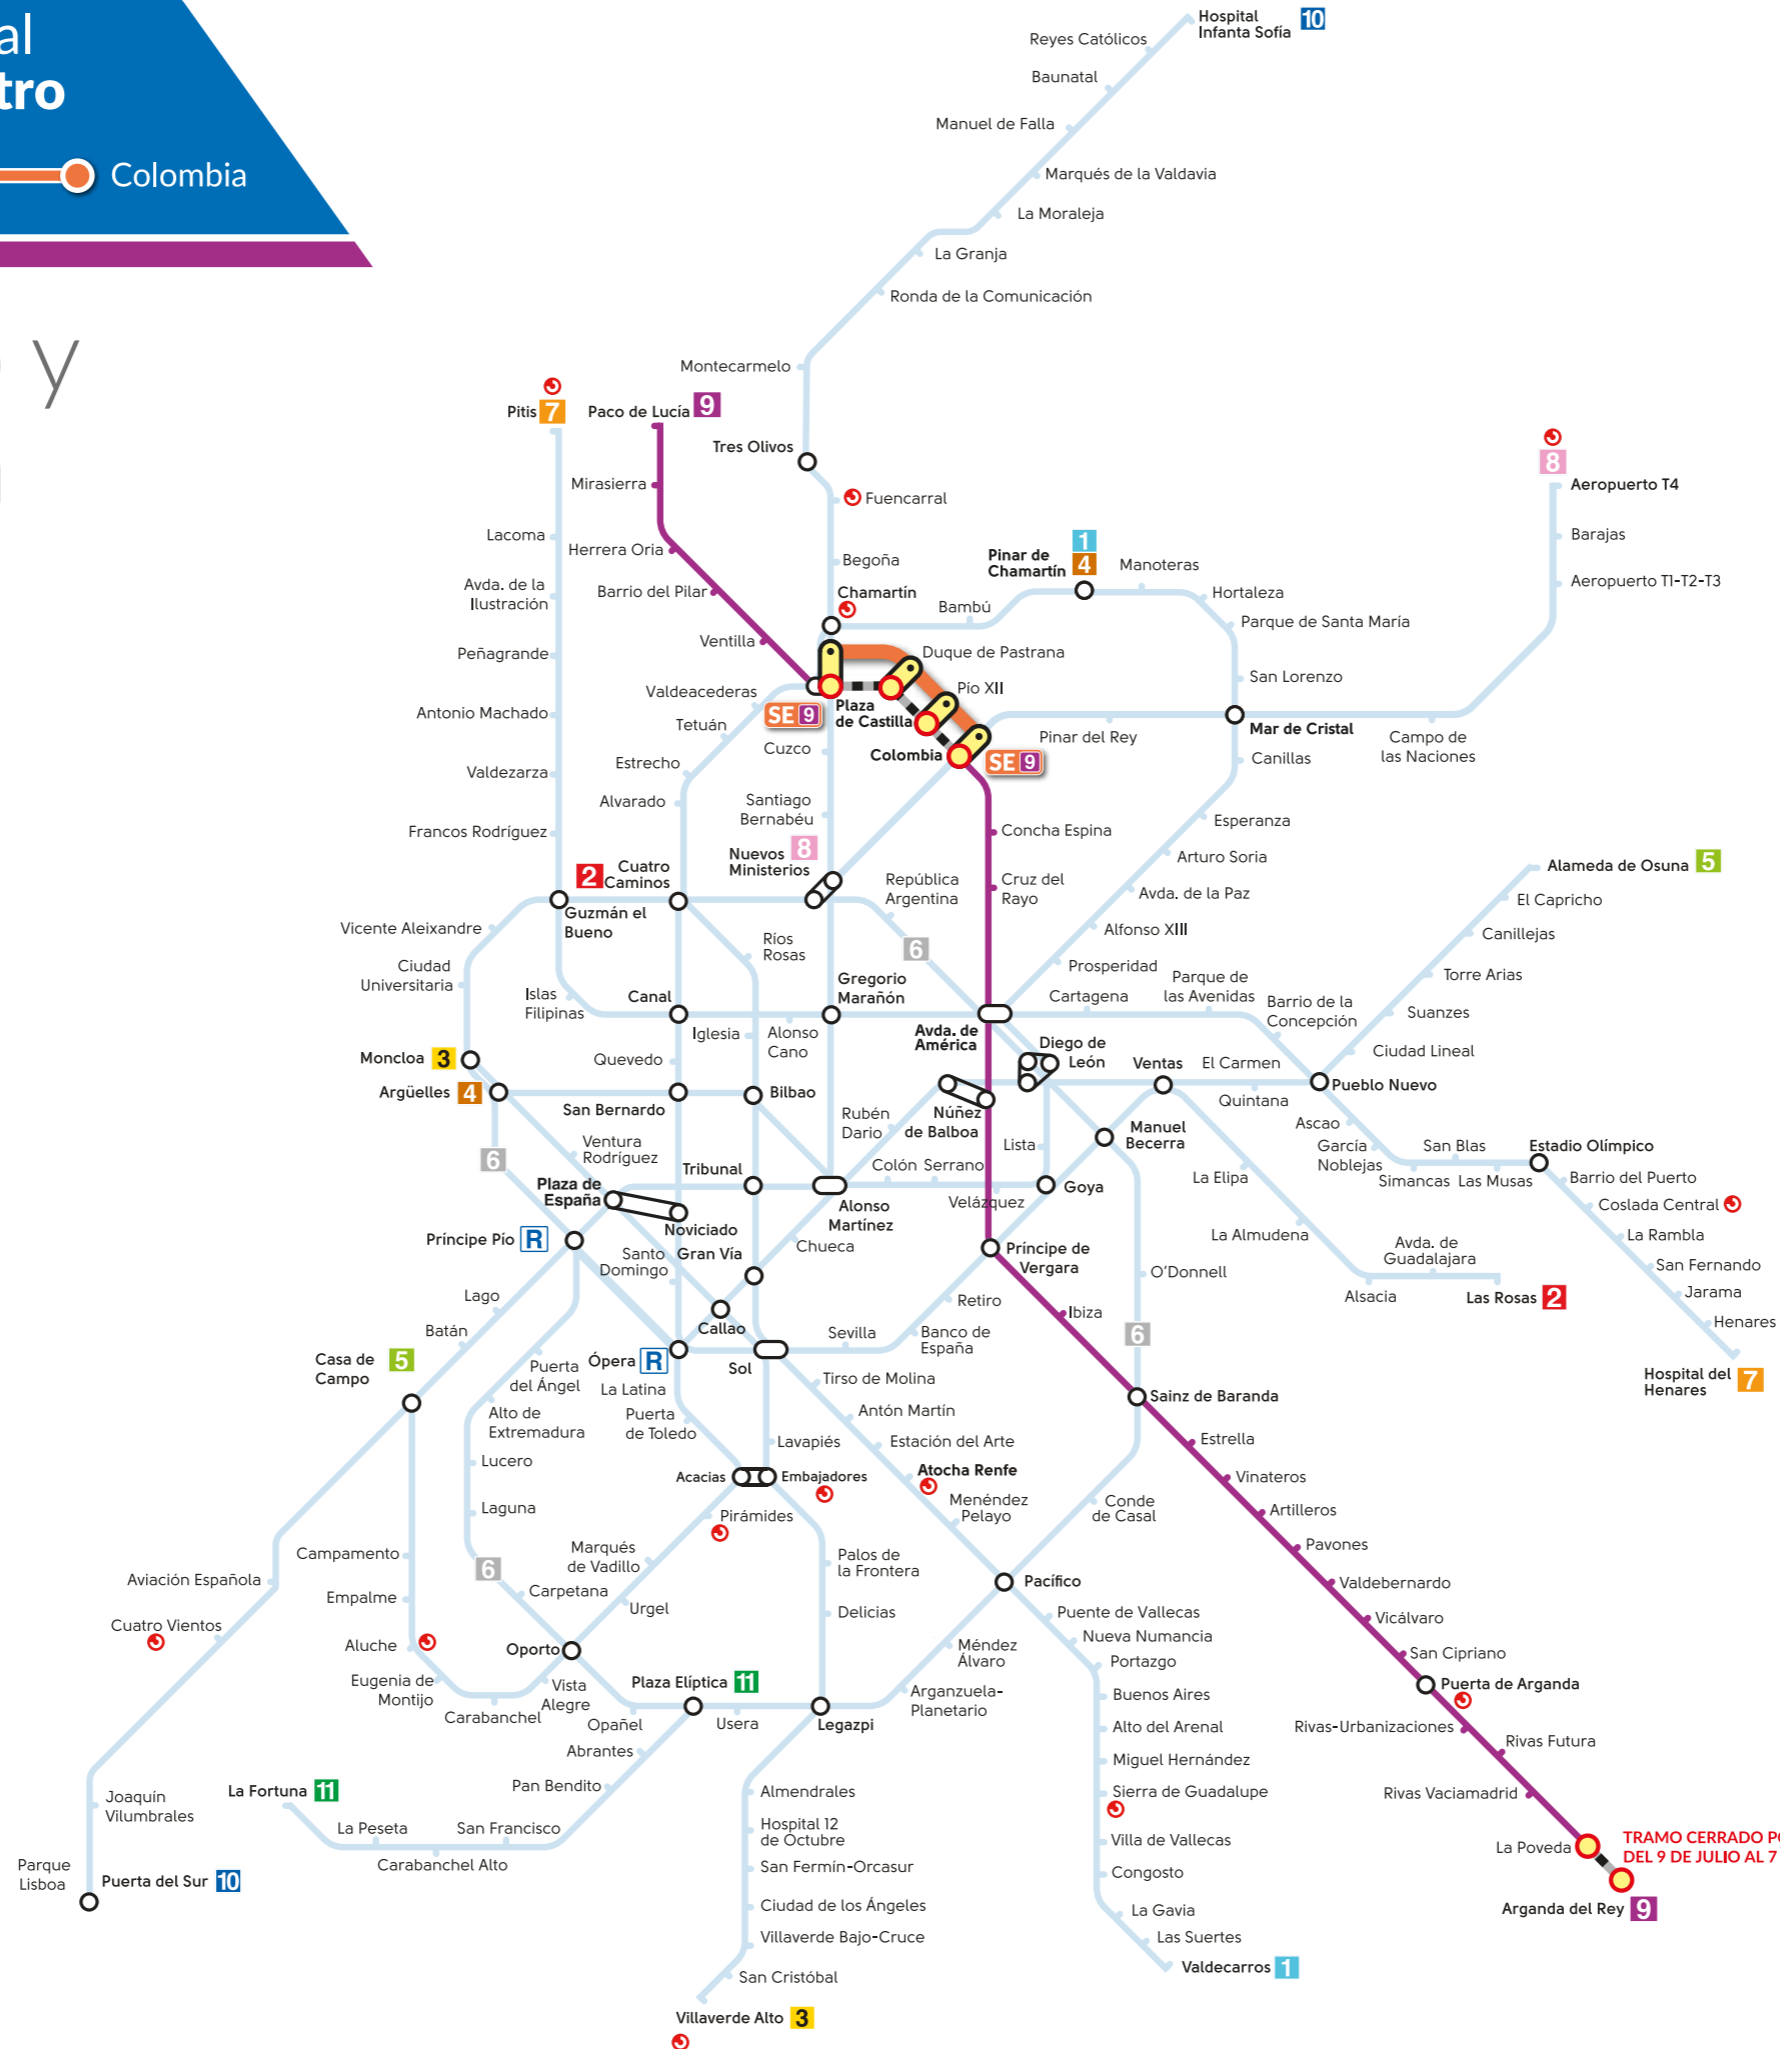 al
tro
Colombia
y
Hospital
Infanta Sofía
10
Reyes Católicos
Baunatal
Manuel de Falla
Marqués de la Valdavia
La Moraleja
La Granja
Ronda de la Comunicación
Montecarmelo
Pitis 7
Paco de Lucía 9
Tres Olivos
Mirasierra
Fuencarral
8
Aeropuerto T4
Lacoma
Herrera Oria
Barajas
Begoña
Pinar de
Chamartín
1
4
Manoteras
Aeropuerto T1-T2-T3
Avda. de la
Ilustración
Barrio del Pilar
Chamartín
Bambú
Hortaleza
Parque de Santa María
Ventilla
Peñagrande
Duque de Pastrana
San Lorenzo
Valdeacederas
Pío XII
SE 9
Plaza
de Castilla
Antonio Machado
Tetuán
Mar de Cristal
Pinar del Rey
Campo de
las Naciones
Cuzco
Colombia
SE 9
Canillas
Estrecho
Valdezarza
Alvarado
Santiago
Bernabéu
Esperanza
Francos Rodríguez
Concha Espina
Nuevos
Ministerios
8
Arturo Soria
Alameda de Osuna 5
2
Cuatro
Caminos
República
Argentina
Cruz del
Rayo
Avda. de la Paz
El Capricho
Guzmán el
Bueno
Vicente Aleixandre
Alfonso XIII
Canillejas
Ríos
Rosas
6
Ciudad
Universitaria
Prosperidad
Torre Arias
Gregorio
Marañón
Parque de
las Avenidas
Islas
Filipinas
Canal
Cartagena
Barrio de la
Concepción
Suanzes
Iglesia
Alonso
Cano
Avda. de
América
Diego de
León
Ciudad Lineal
Moncloa 3
Quevedo
Ventas
El Carmen
Argüelles 4
Pueblo Nuevo
San Bernardo
Bilbao
Quintana
Rubén
Dario
Núñez
de Balboa
Ascao
Manuel
Becerra
Lista
García
Noblejas
San Blas
Estadio Olímpico
6
Ventura
Rodríguez
Tribunal
Colón
Serrano
La Elipa
Simancas
Las Musas
Barrio del Puerto
Plaza de
España
Velázquez
Goya
Coslada Central
Alonso
Martínez
Noviciado
Príncipe Pío R
La Almudena
La Rambla
Chueca
Santo
Domingo
Gran Vía
Príncipe de
Vergara
Avda. de
Guadalajara
San Fernando
O'Donnell
Lago
Retiro
Alsacia
Las Rosas 2
Jarama
Ibiza
Henares
Batán
Callao
Sevilla
Banco de
España
6
Casa de
Campo
5
Puerta
del Ángel
Ópera R
Sol
Hospital del
Henares
7
Tirso de Molina
La Latina
Sainz de Baranda
Alto de
Extremadura
Puerta
de Toledo
Antón Martín
Lavapiés
Estación del Arte
Estrella
Lucero
Acacias
Embajadores
Atocha Renfe
Vinateros
Laguna
Pirámides
Menéndez
Pelayo
Conde
de Casal
Artilleros
Campamento
Marqués
de Vadillo
Palos de
la Frontera
Pavones
Aviación Española
6
Carpetana
Pacífico
Valdebernardo
Empalme
Urgel
Delicias
Puente de Vallecas
Vicálvaro
Cuatro Vientos
Aluche
Oporto
Méndez
Álvaro
Nueva Numancia
San Cipriano
Portazgo
Eugenia de
Montijo
Plaza Elíptica 11
Puerta de Arganda
Vista
Alegre
Arganzuela-
Planetario
Buenos Aires
Carabanchel
Opañel
Usera
Legazpi
Alto del Arenal
Rivas-Urbanizaciones
Rivas Futura
Abrantes
Miguel Hernández
La Fortuna 11
Pan Bendito
Almendrales
Sierra de Guadalupe
Rivas Vaciamadrid
Joaquín
Vilumbrales
La Peseta
San Francisco
Hospital 12
de Octubre
Villa de Vallecas
La Poveda
TRAMO CERRADO PO
DEL 9 DE JULIO AL 7
Carabanchel Alto
San Fermín-Orcasur
Congosto
Parque
Lisboa
Puerta del Sur 10
Ciudad de los Ángeles
La Gavia
Arganda del Rey 9
Villaverde Bajo-Cruce
Las Suertes
Valdecarros 1
San Cristóbal
Villaverde Alto 3